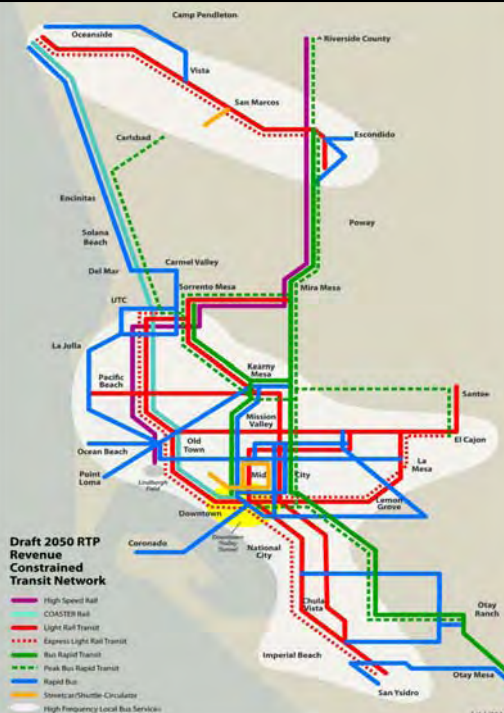 Camp Pendleton
Oceanside
Riverside County
Vista
San Marcos
Carlsbad
Escondido
Encinitas
Poway
Solana
Beach
Del Mar
Carmel Valley
Sorrento Mesa
Mira Mesa
UTC
La Jolla
Kearny
Mesa
Pacific
Beach
Santee
Mission
Valley
El Cajon
Ocean Beach
Old
Town
La
Mesa
Point
Loma
Mid
City
Lindbergh
Field
Lemon
Grove
Downtown
Coronado
National
City
Draft 2050 RTP
Revenue
Constrained
Transit Network
High Speed Rail
COASTER Rail
Light Rail Transit
Express Light Rail Transit
Bus Rapid Transit
Peak Bus Rapid Transit
Rapid Bus
Streetcar/Shuttle-Circulator
High Frequency Local Bus Services
Chula
Vista
Otay
Ranch
Imperial Beach
Otay Mesa
San Ysidro